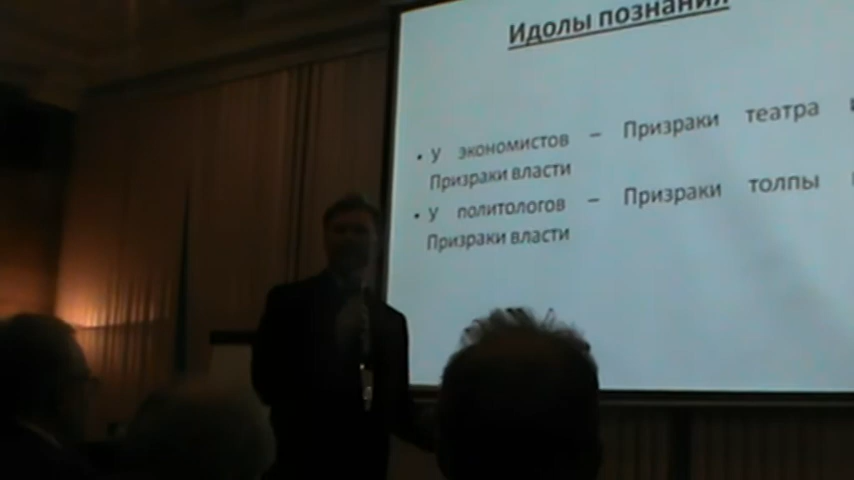 Идолы познания
• У экономистов – Призраки театра и
Призраки власти
• У политологов – Призраки толпы
Призраки власти